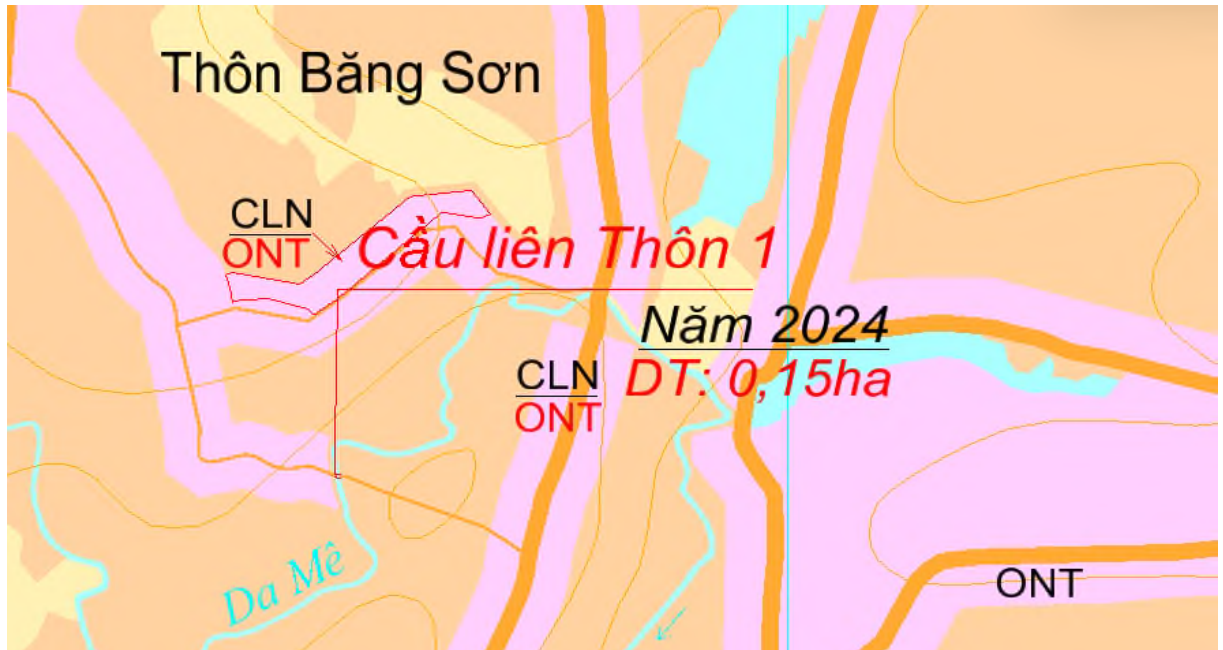 Thôn Băng Sơn
CLN
ONT
Cầu liên Thôn 1
Năm 2024
DT: 0,15ha
CLN
ONT
Da Mê
ONT